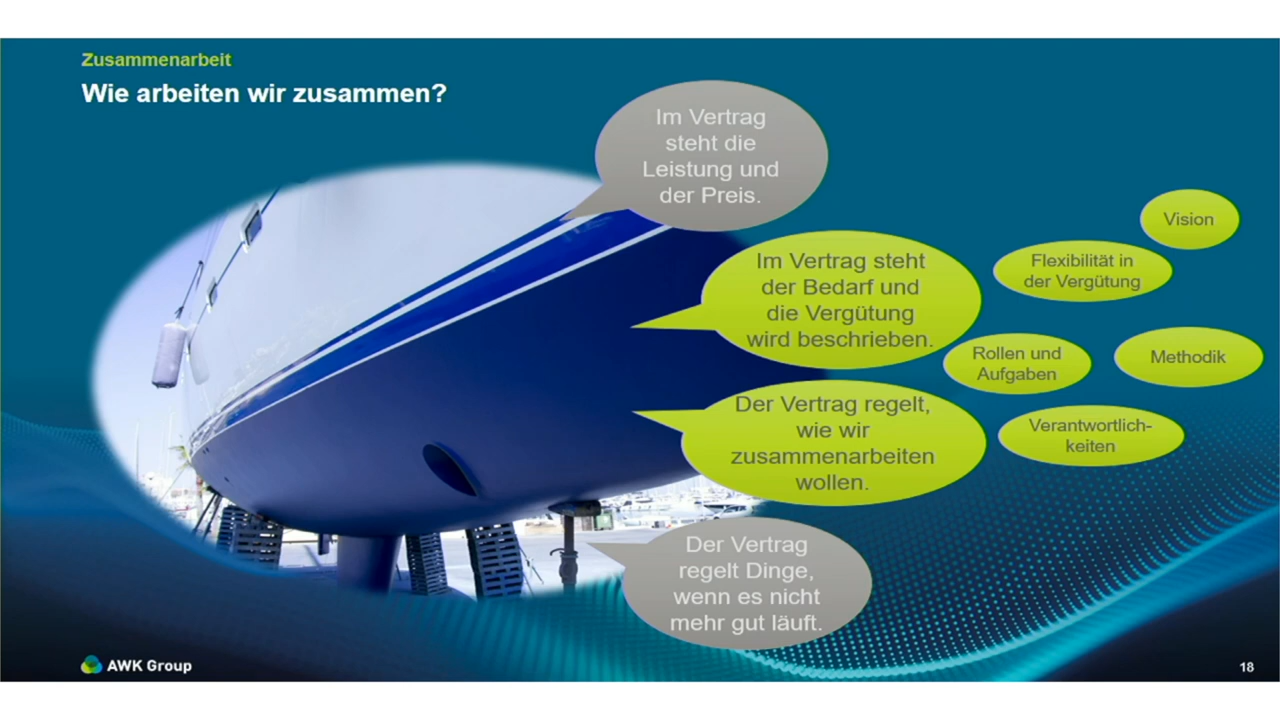 Zusammenarbeit
Wie arbeiten wir zusammen?
Im Vertrag
steht die
Leistung und
der Preis.
Im Vertrag steht
der Bedarf und
die Vergütung
wird beschrieben.
Der Vertrag regelt,
wie wir
zusammenarbeiten
wollen.
Der Vertrag
regelt Dinge,
wenn es nicht
mehr gut läuft.
Vision
Flexibilität in
der Vergütung
Rollen und
Aufgaben
Methodik
Verantwortlich-
keiten
AWK Group
18